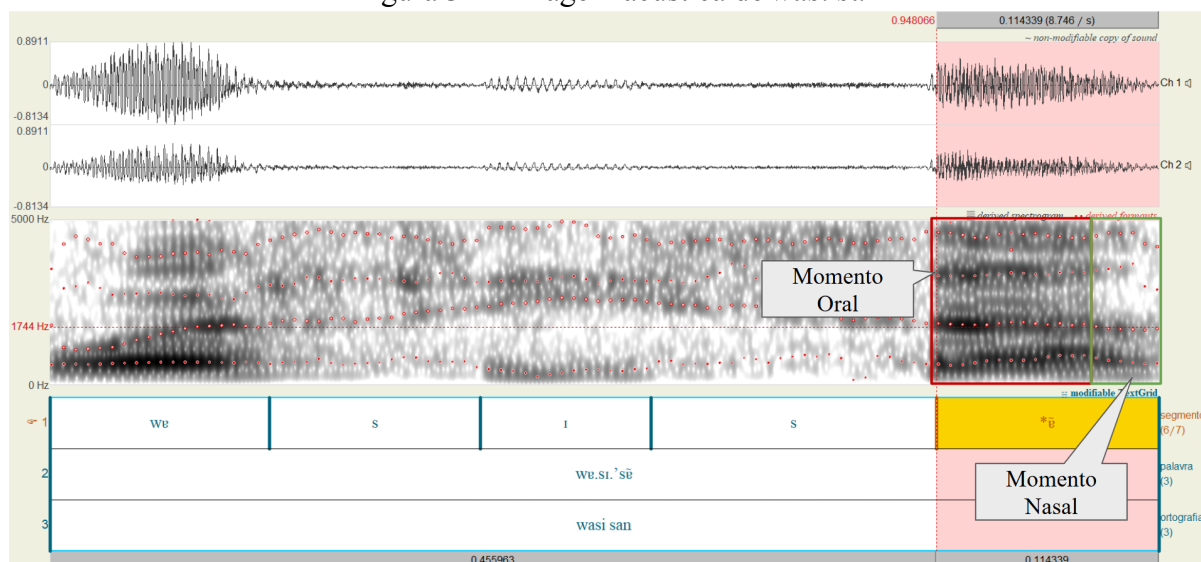 0.948066
0.114339 (8.746 / s)
~ non-modifiable copy of sound
0.8911
0
-0.8134
Ch 1
0.8911
0
-0.8134
Ch 2
derived spectrogram
derived formants
5000 Hz
1744 Hz
0 Hz
Momento
Oral
modifiable TextGrid
1
wɐ
s
ɪ
s
*ɐ̃
segmento
(6/7)
2
wɐ.sɪ.ˈsɐ̃
palavra
(3)
Momento
Nasal
3
wasi san
ortografia
(3)
0.455963
0.114339